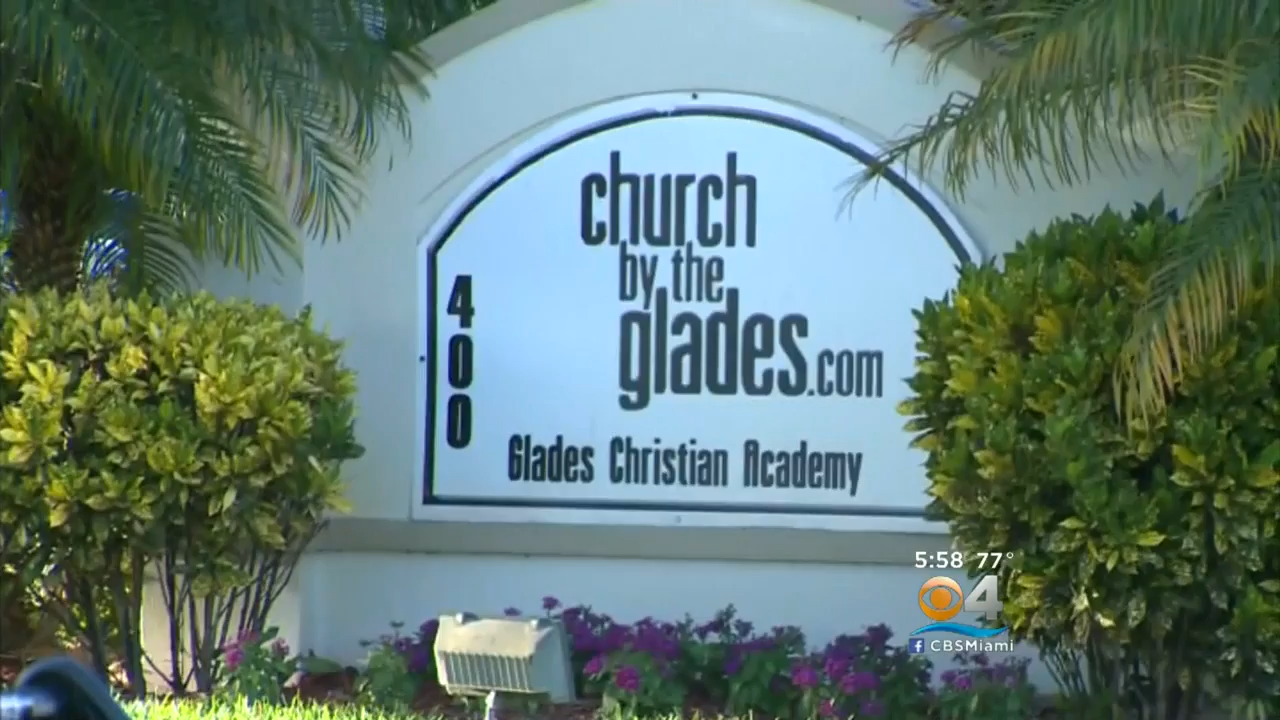 church
by the
glades.com
400
Glades Christian Academy
5:58 77°
4
CBSMiami